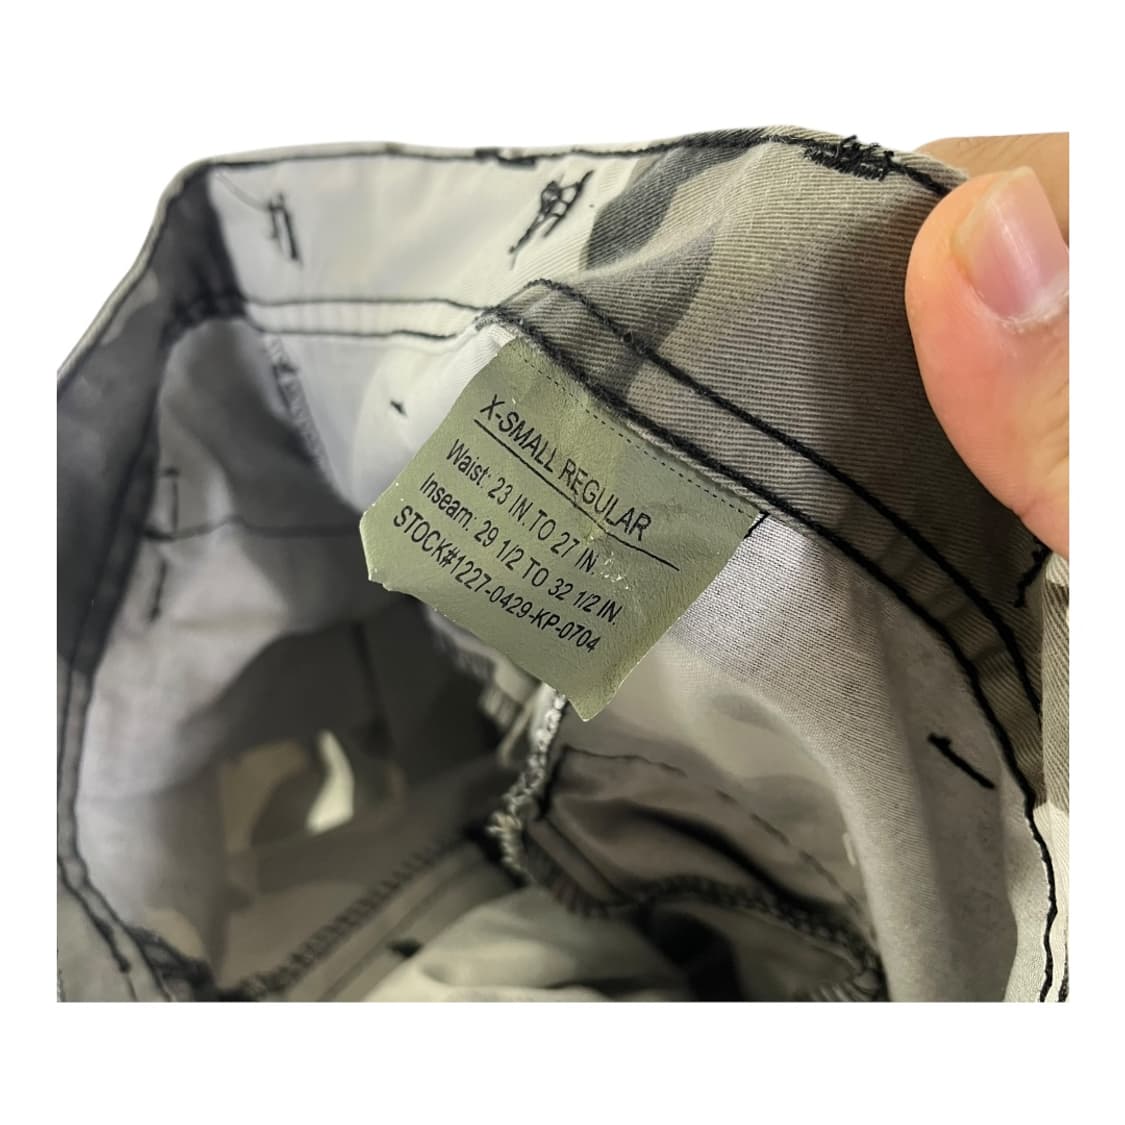 X-SMALL REGULAR
Waist: 23 IN. TO 27 IN.
Inseam: 29 1/2 TO 32 1/2 IN.
STOCK#1227-0429-KP-0704